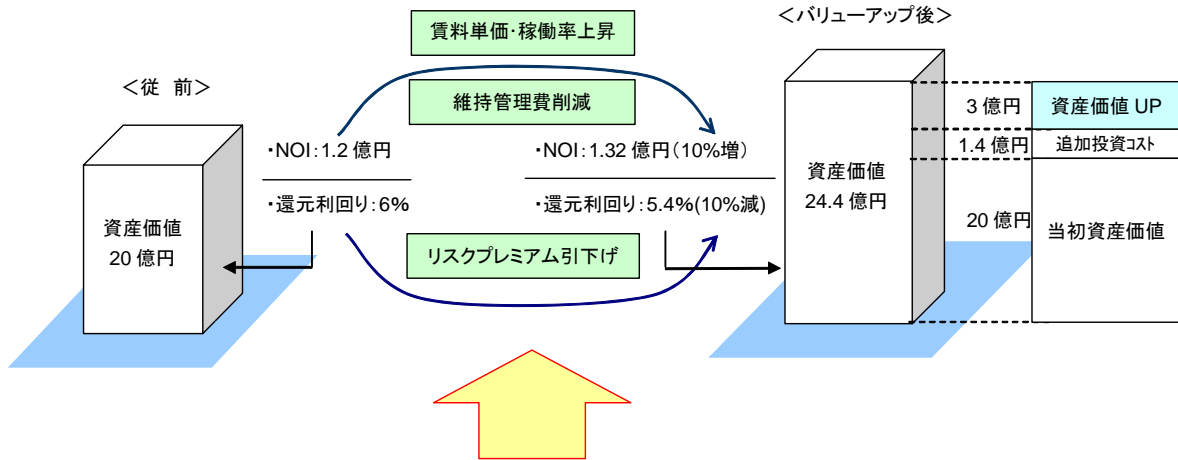 賃料単価・稼働率上昇
＜バリューアップ後＞
＜従 前＞
維持管理費削減
3 億円
資産価値 UP
・NOI：1.2 億円
・NOI：1.32 億円（10%増）
1.4 億円
追加投資ｺｽﾄ
資産価値
24.4 億円
・還元利回り：6%
・還元利回り：5.4%(10%減)
資産価値
20 億円
20 億円
当初資産価値
リスクプレミアム引下げ